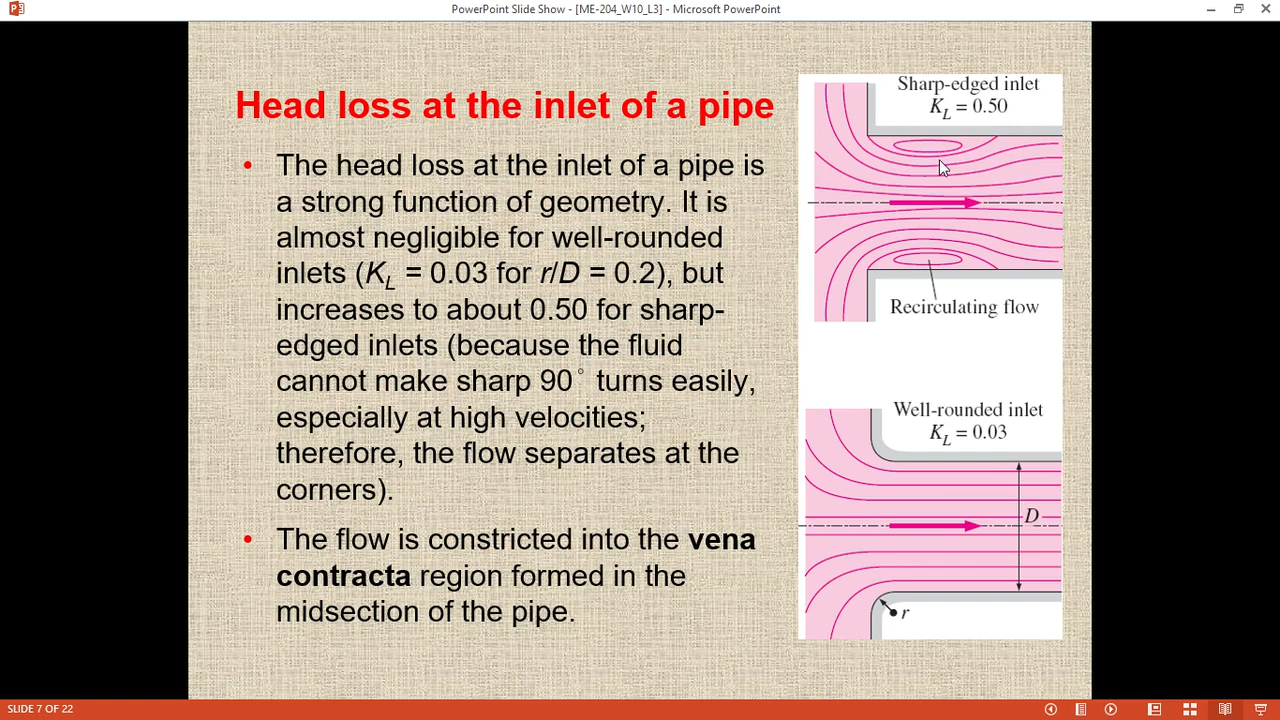 PowerPoint Slide Show - [ME-204_W10_L3] - Microsoft PowerPoint
Head loss at the inlet of a pipe
• The head loss at the inlet of a pipe is
a strong function of geometry. It is
almost negligible for well-rounded
inlets (KL = 0.03 for r/D = 0.2), but
increases to about 0.50 for sharp-
edged inlets (because the fluid
cannot make sharp 90° turns easily,
especially at high velocities;
therefore, the flow separates at the
corners).
• The flow is constricted into the vena
contracta region formed in the
midsection of the pipe.
Sharp-edged inlet
KL = 0.50
Recirculating flow
Well-rounded inlet
KL = 0.03
D
r
SLIDE 7 OF 22